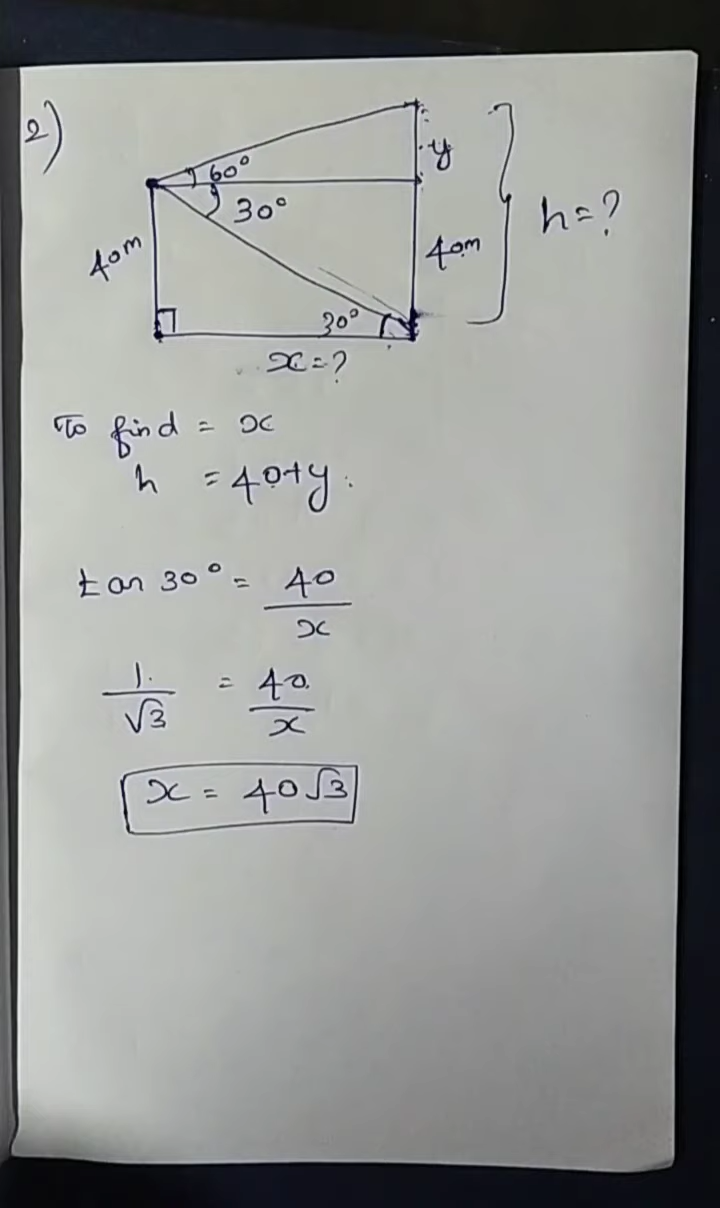 2)
60°
y
30°
h=?
40m
40m
30°
x=?
To find = x
h = 40+y.
tan 30° = 40
x
1 = 40
√3 x
x = 40√3